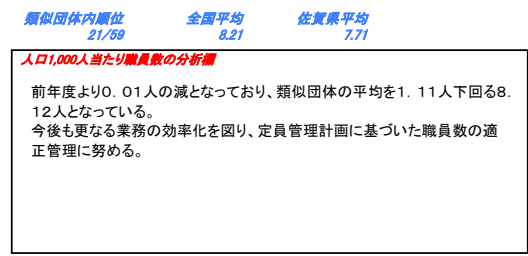 類似団体内順位 全国平均 佐賀県平均
21/59 8.21 7.71
人口1,000人当たり職員数の分析欄
前年度より0．01人の減となっており、類似団体の平均を1．11人下回る8．
12人となっている。
今後も更なる業務の効率化を図り、定員管理計画に基づいた職員数の適
正管理に努める。